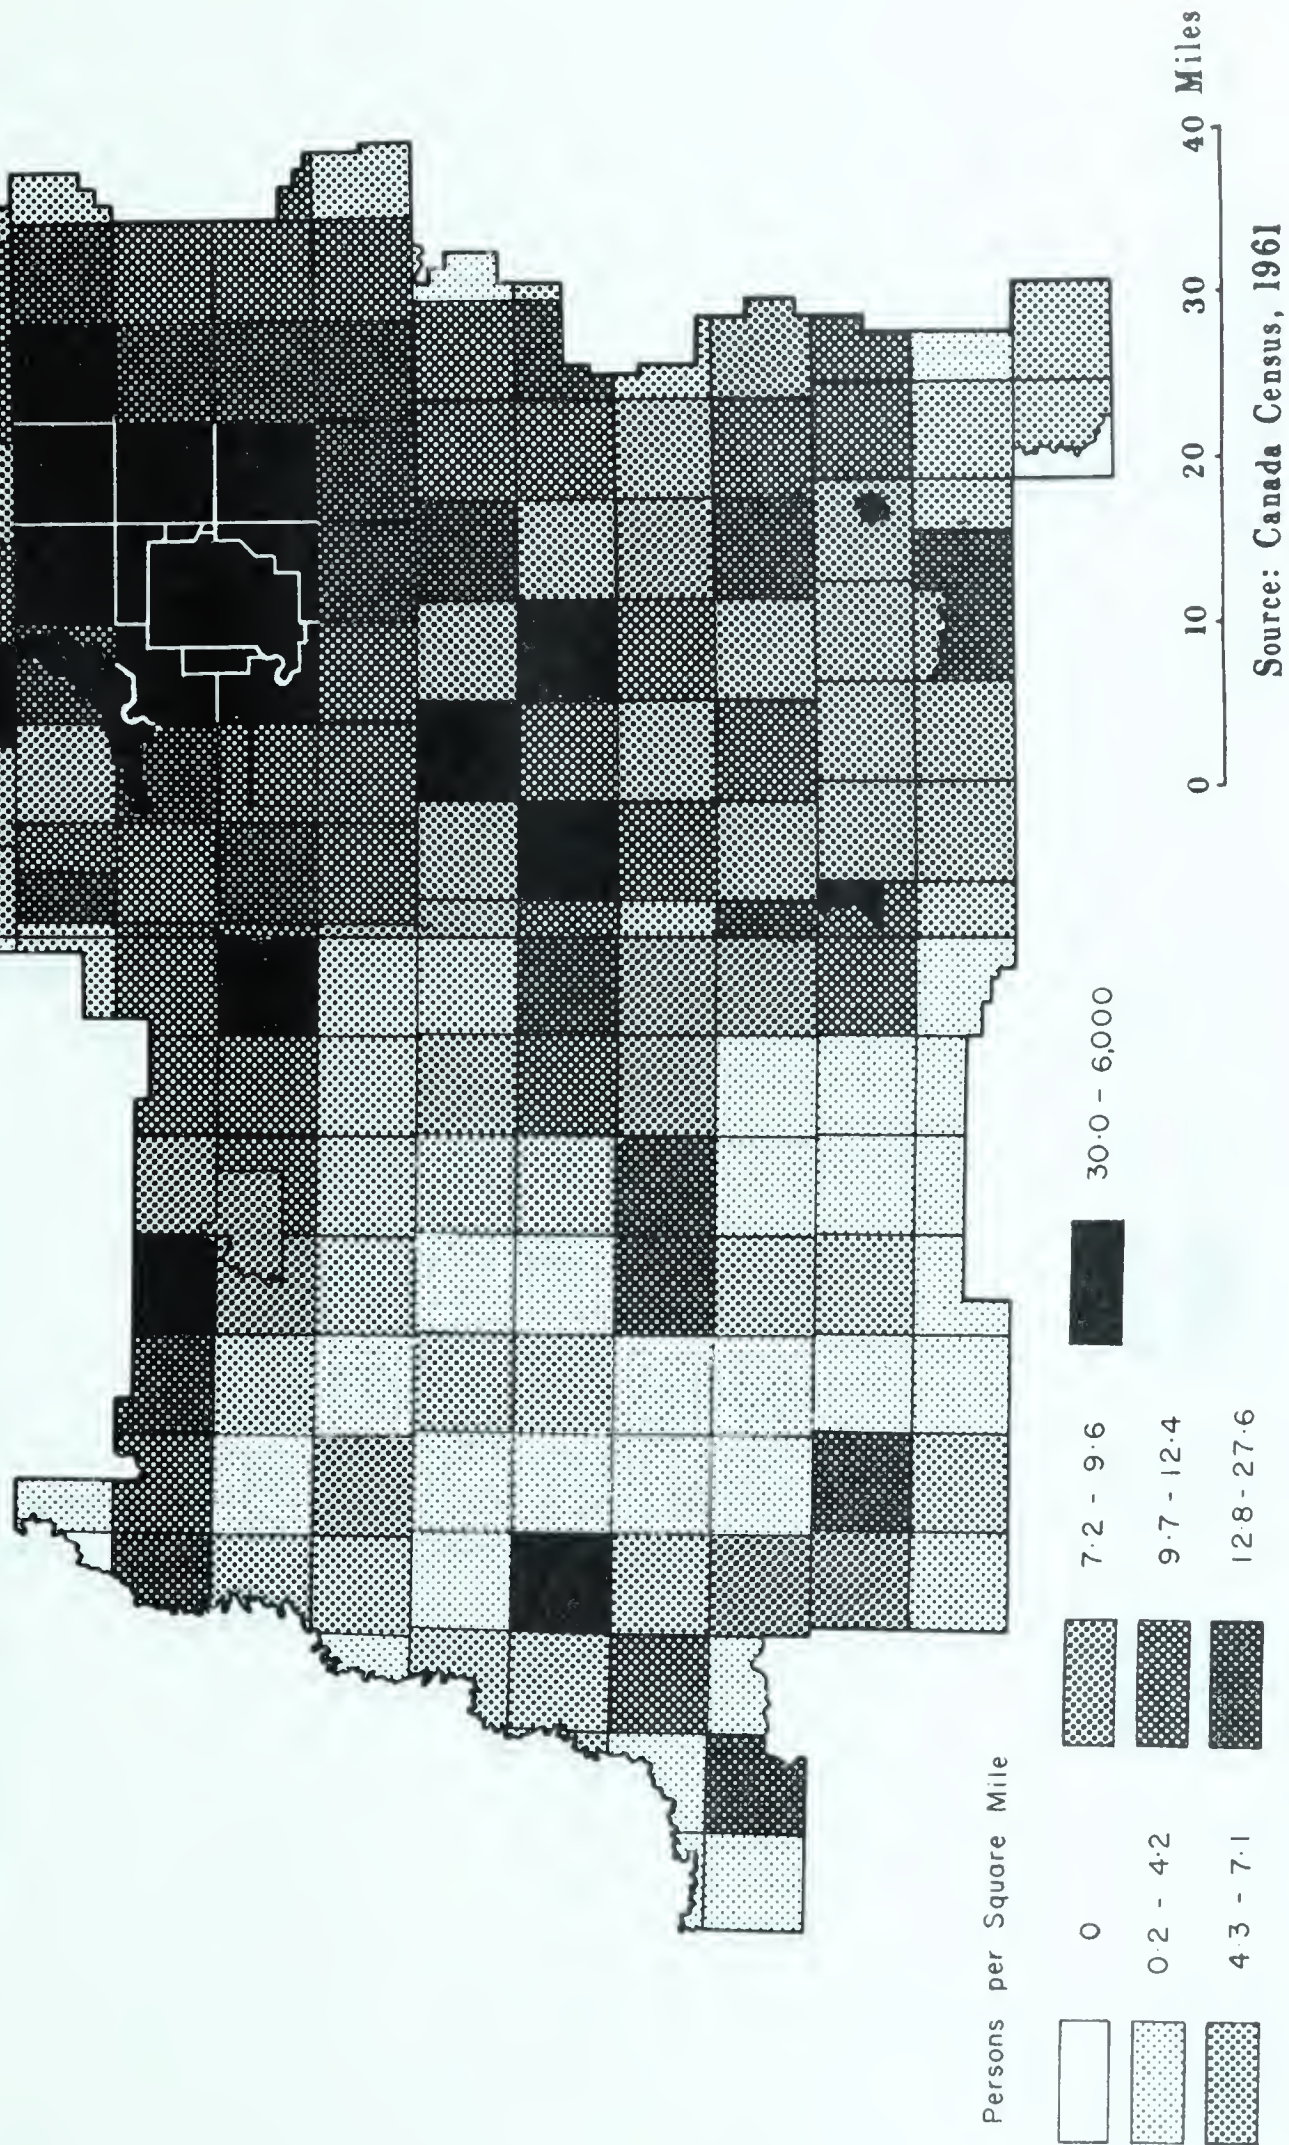 Persons per Square Mile
0
0·2 - 4·2
4·3 - 7·1
7·2 - 9·6
9·7 - 12·4
12·8 - 27·6
30·0 - 6,000
0 10 20 30 40 Miles
Source: Canada Census, 1961